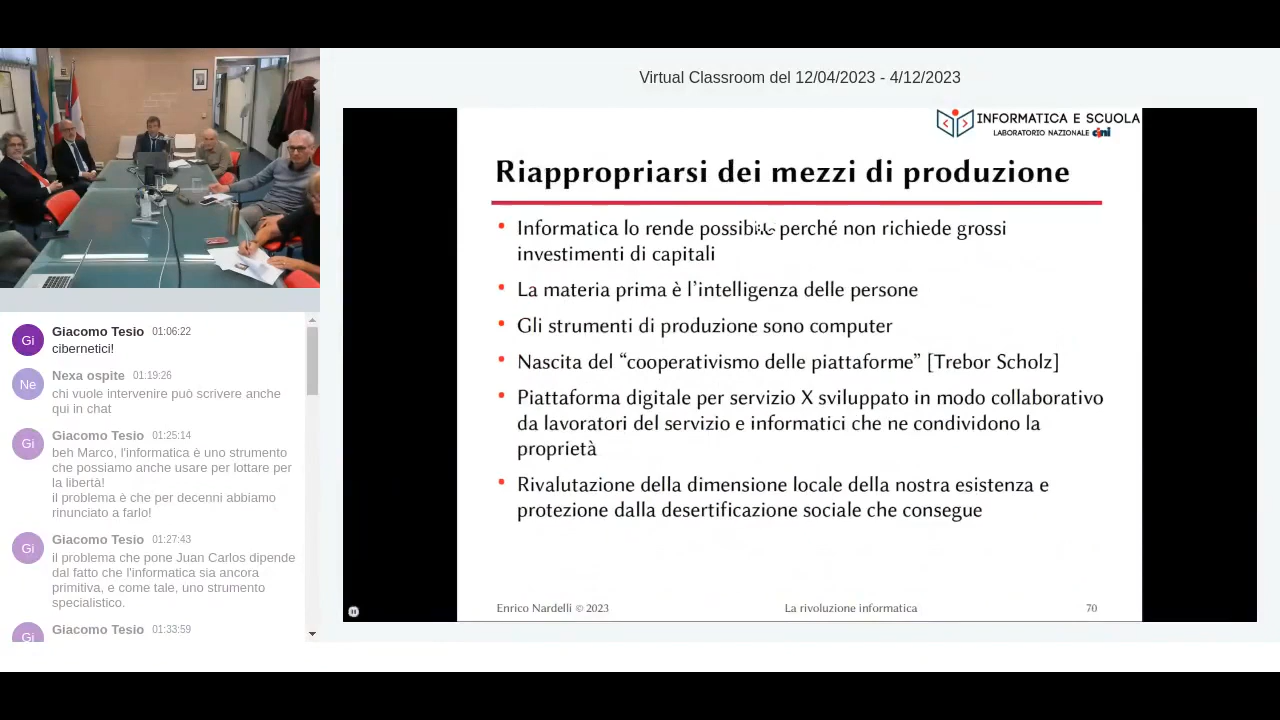 Virtual Classroom del 12/04/2023 - 4/12/2023
INFORMATICA E SCUOLA
LABORATORIO NAZIONALE cini
Riappropriarsi dei mezzi di produzione
• Informatica lo rende possibile perché non richiede grossi
investimenti di capitali
• La materia prima è l'intelligenza delle persone
• Gli strumenti di produzione sono computer
• Nascita del “cooperativismo delle piattaforme” [Trebor Scholz]
• Piattaforma digitale per servizio X sviluppato in modo collaborativo
da lavoratori del servizio e informatici che ne condividono la
proprietà
• Rivalutazione della dimensione locale della nostra esistenza e
protezione dalla desertificazione sociale che consegue
Enrico Nardelli © 2023
La rivoluzione informatica
70
Gi
Giacomo Tesio 01:06:22
cibernetici!
Ne
Nexa ospite 01:19:26
chi vuole intervenire può scrivere anche
qui in chat
Gi
Giacomo Tesio 01:25:14
beh Marco, l'informatica è uno strumento
che possiamo anche usare per lottare per
la libertà!
il problema è che per decenni abbiamo
rinunciato a farlo!
Gi
Giacomo Tesio 01:27:43
il problema che pone Juan Carlos dipende
dal fatto che l'informatica sia ancora
primitiva, e come tale, uno strumento
specialistico.
Gi
Giacomo Tesio 01:33:59